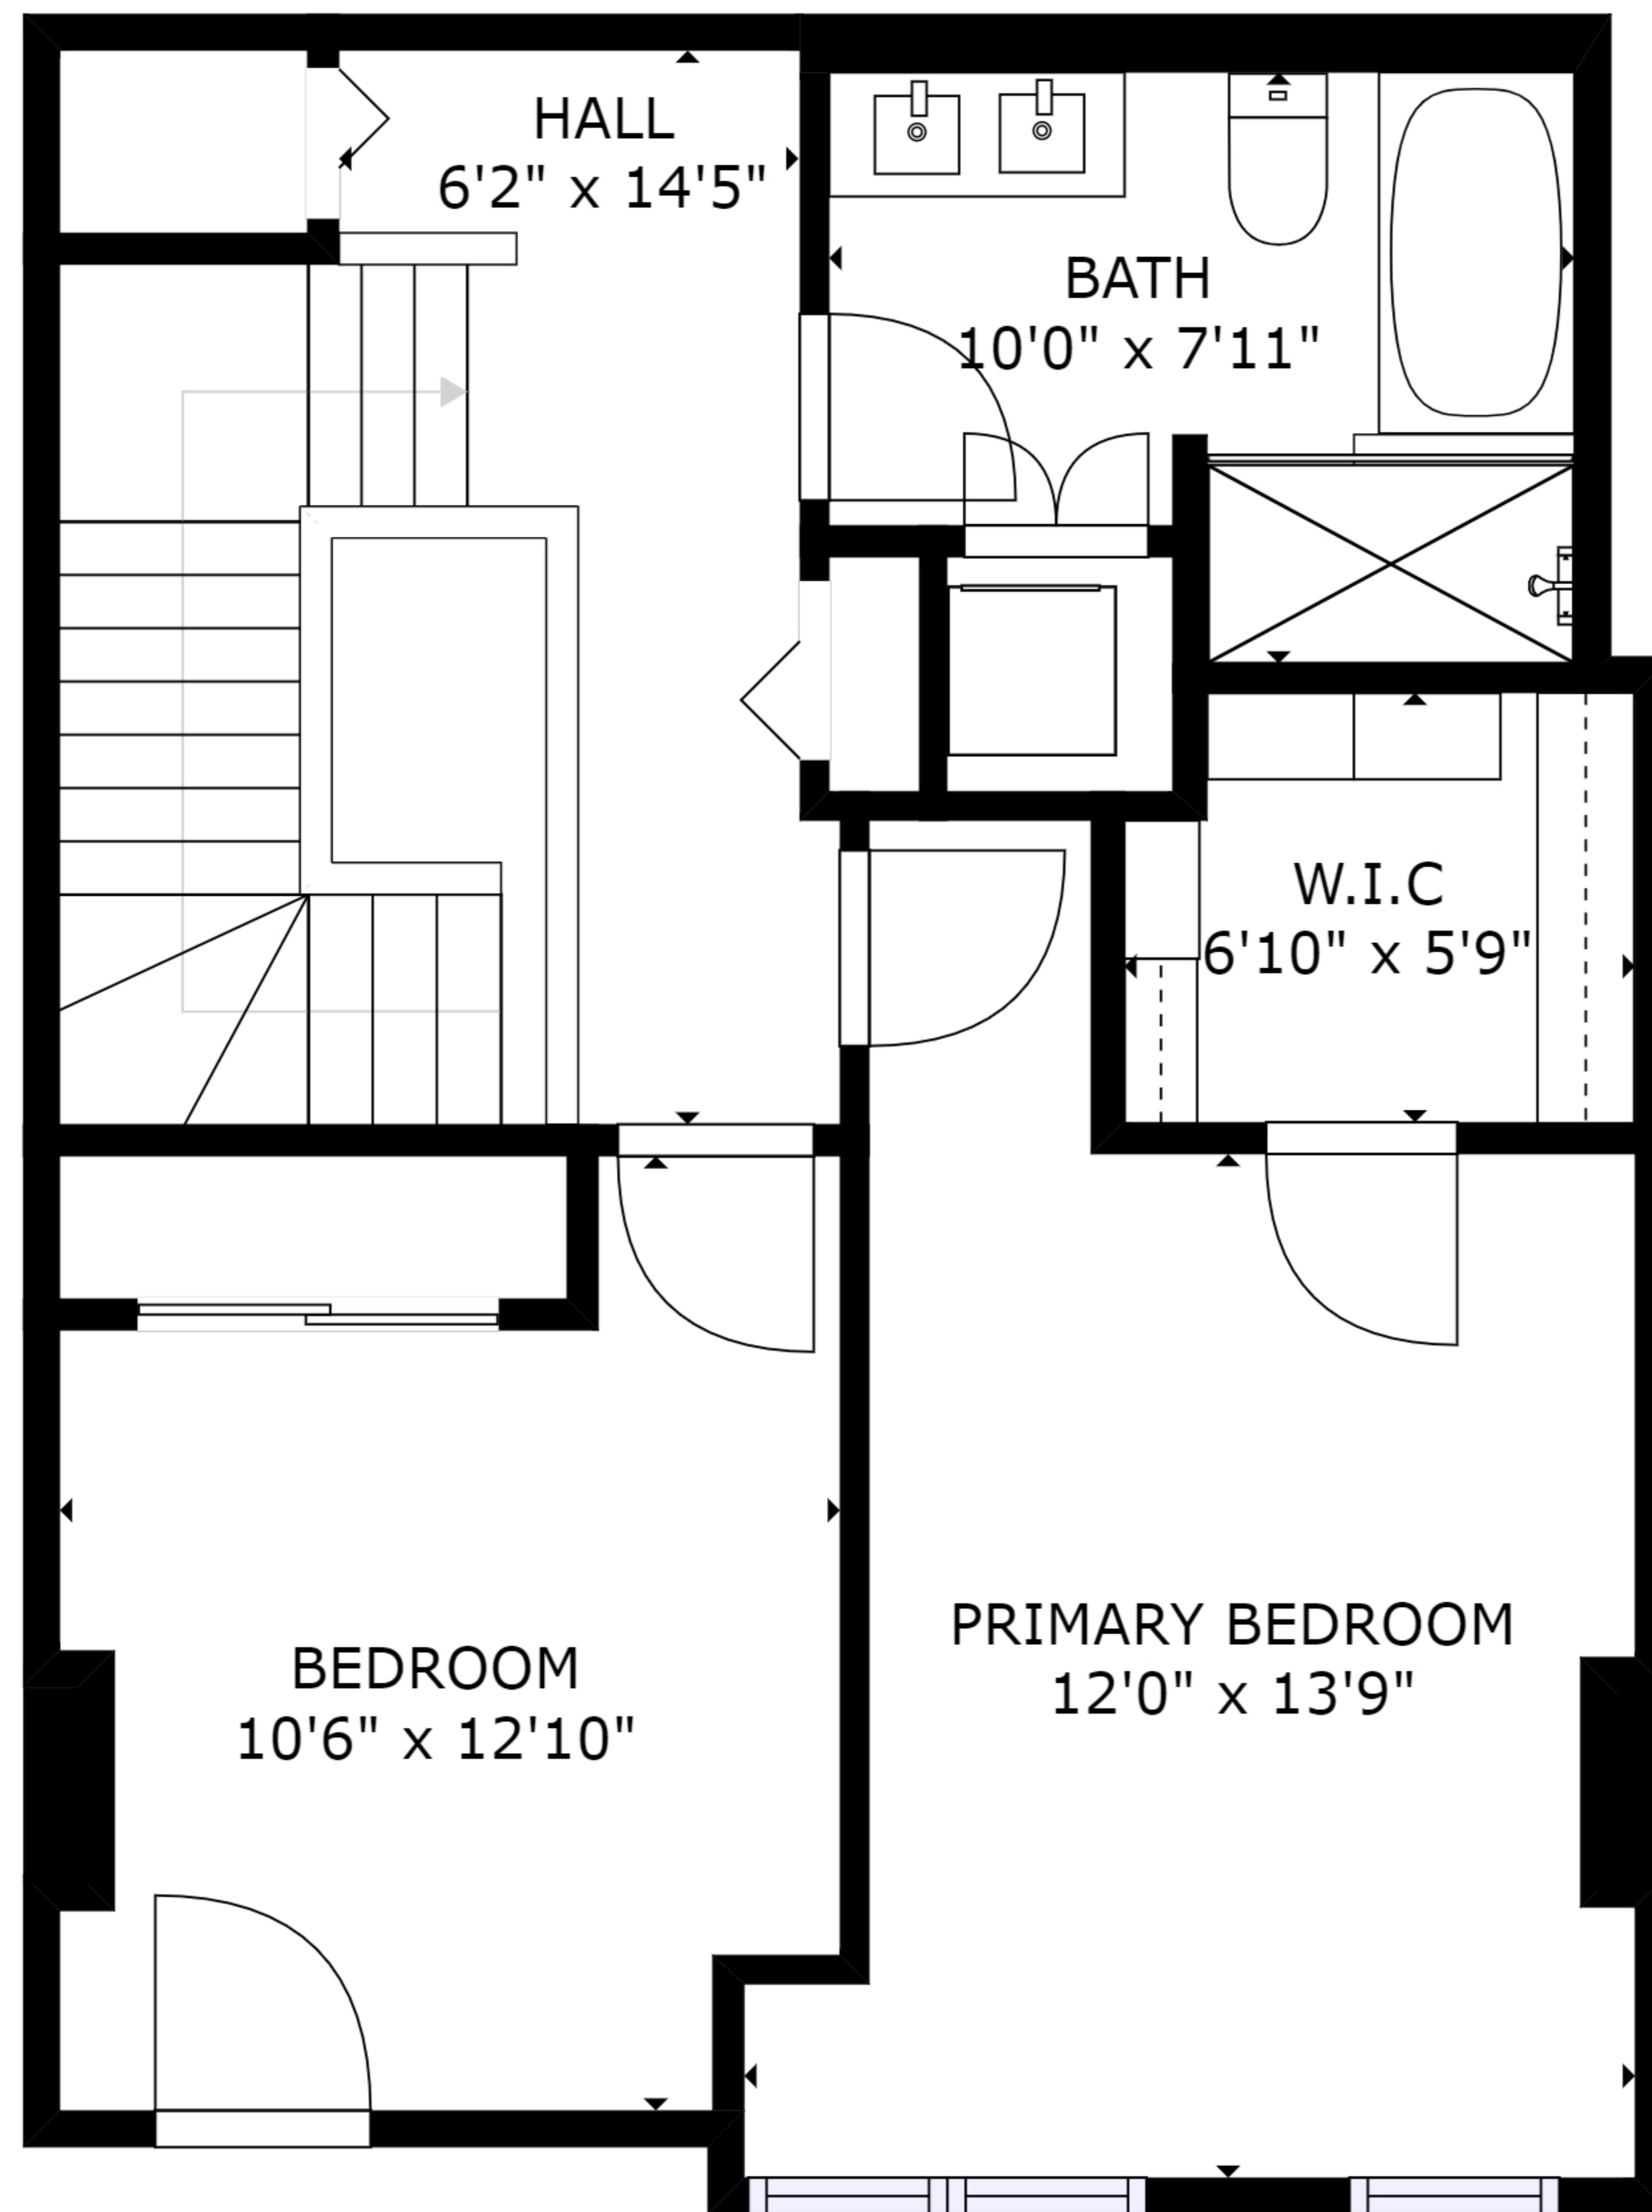 HALL
6'2" x 14'5"
BATH
10'0" x 7'11"
W.I.C
6'10" x 5'9"
BEDROOM
10'6" x 12'10"
PRIMARY BEDROOM
12'0" x 13'9"